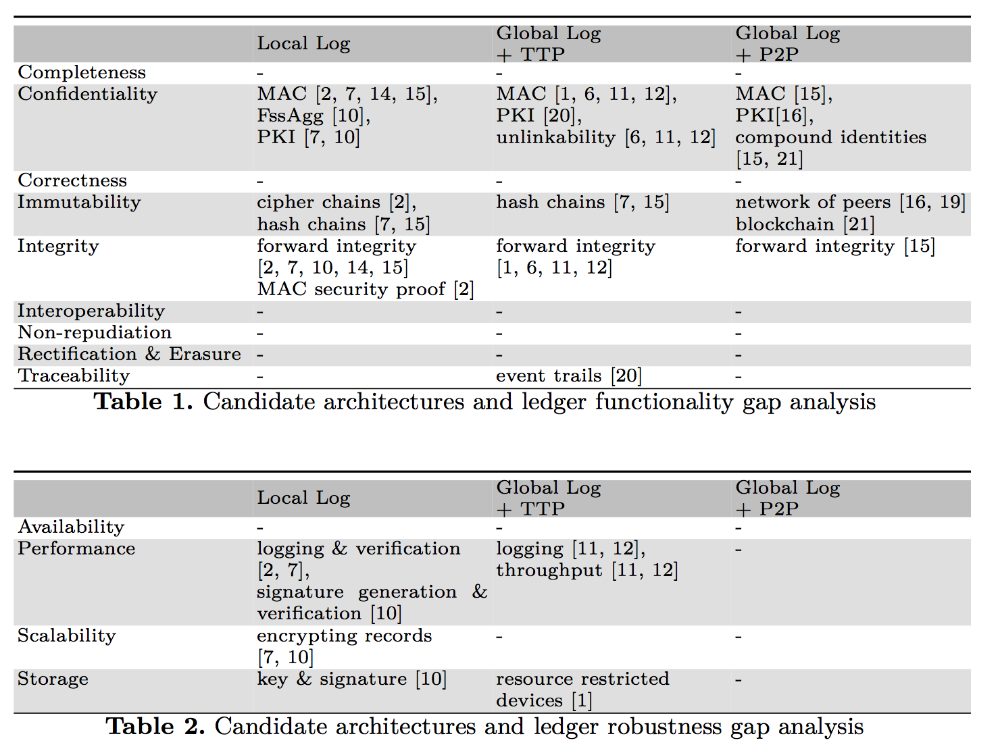 Local Log Global Log + TTP Global Log + P2P
Completeness - - -
Confidentiality MAC [2, 7, 14, 15], MAC [1, 6, 11, 12], MAC [15],
FssAgg [10], PKI [20], PKI[16],
PKI [7, 10] unlinkability [6, 11, 12] compound identities
[15, 21]
Correctness - - -
Immutability cipher chains [2], hash chains [7, 15] network of peers [16, 19]
hash chains [7, 15] blockchain [21]
Integrity forward integrity forward integrity forward integrity [15]
[2, 7, 10, 14, 15] [1, 6, 11, 12]
MAC security proof [2]
Interoperability - - -
Non-repudiation - - -
Rectification & Erasure - - -
Traceability - event trails [20] -
Table 1. Candidate architectures and ledger functionality gap analysis
Local Log Global Log + TTP Global Log + P2P
Availability - - -
Performance logging & verification logging [11, 12], -
[2, 7], throughput [11, 12]
signature generation &
verification [10]
Scalability encrypting records - -
[7, 10]
Storage key & signature [10] resource restricted -
devices [1]
Table 2. Candidate architectures and ledger robustness gap analysis